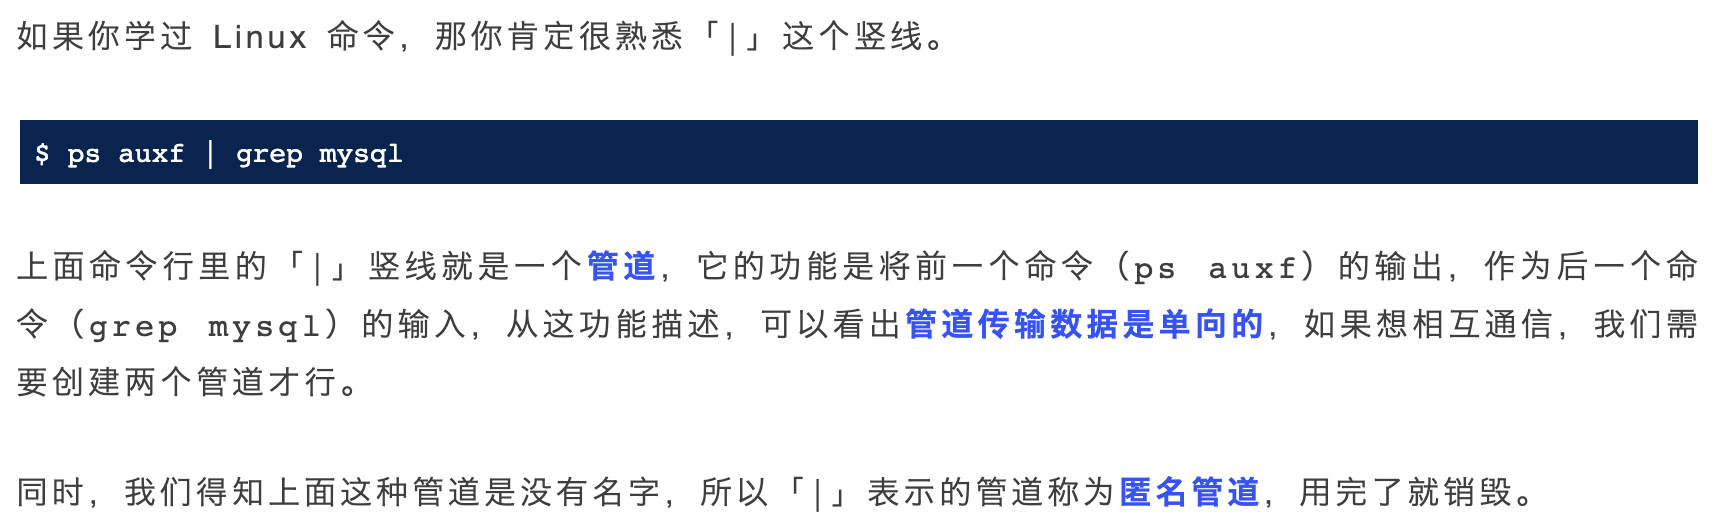 如果你学过 Linux 命令，那你肯定很熟悉「|」这个竖线。
$ ps auxf | grep mysql
上面命令行里的「|」竖线就是一个管道，它的功能是将前一个命令（ps auxf）的输出，作为后一个命
令（grep mysql）的输入，从这功能描述，可以看出管道传输数据是单向的，如果想相互通信，我们需
要创建两个管道才行。
同时，我们得知上面这种管道是没有名字，所以「|」表示的管道称为匿名管道，用完了就销毁。